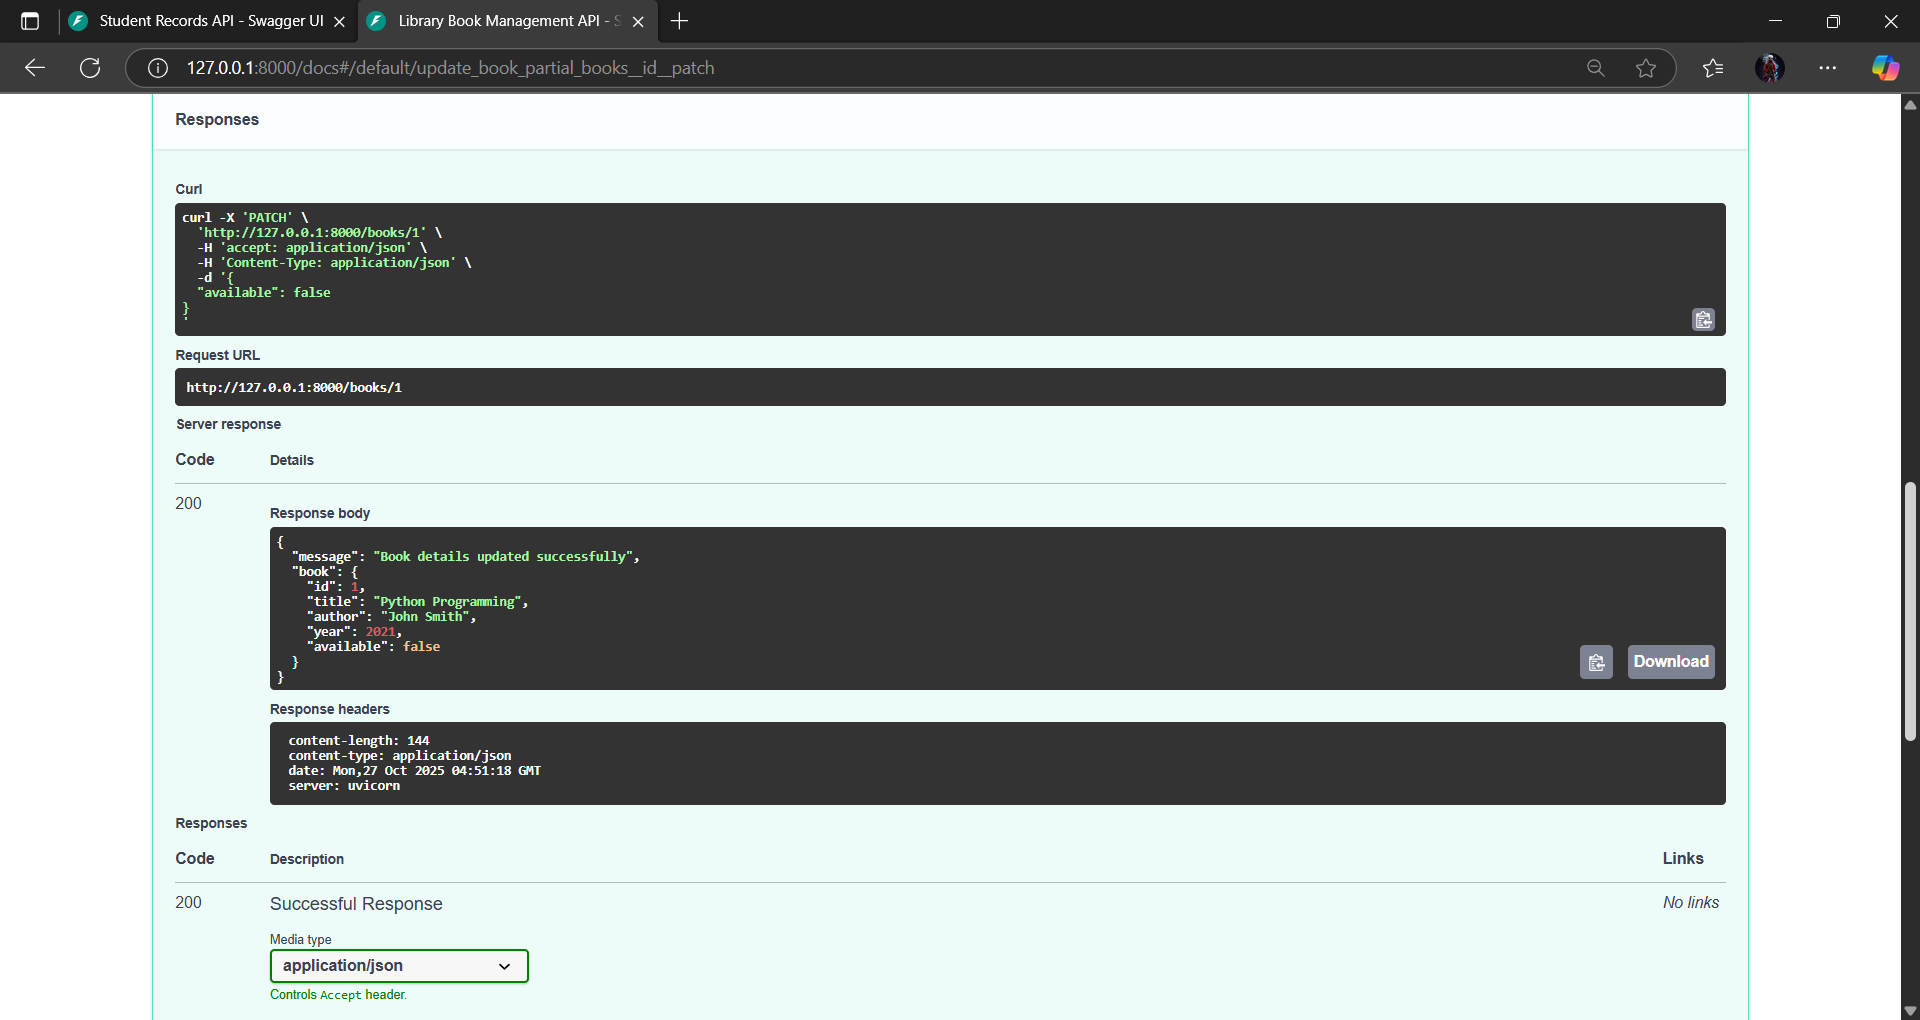 Student Records API - Swagger UI
Library Book Management API - S
127.0.0.1:8000/docs#/default/update_book_partial_books__id__patch
Responses
Curl
curl -X 'PATCH' \
  'http://127.0.0.1:8000/books/1' \
  -H 'accept: application/json' \
  -H 'Content-Type: application/json' \
  -d '{
  "available": false
}
'
Request URL
http://127.0.0.1:8000/books/1
Server response
Code Details
200
Response body
{
  "message": "Book details updated successfully",
  "book": {
    "id": 1,
    "title": "Python Programming",
    "author": "John Smith",
    "year": 2021,
    "available": false
  }
}
Download
Response headers
content-length: 144
content-type: application/json
date: Mon,27 Oct 2025 04:51:18 GMT
server: uvicorn
Responses
Code Description Links
200 Successful Response No links
Media type
application/json
Controls Accept header.